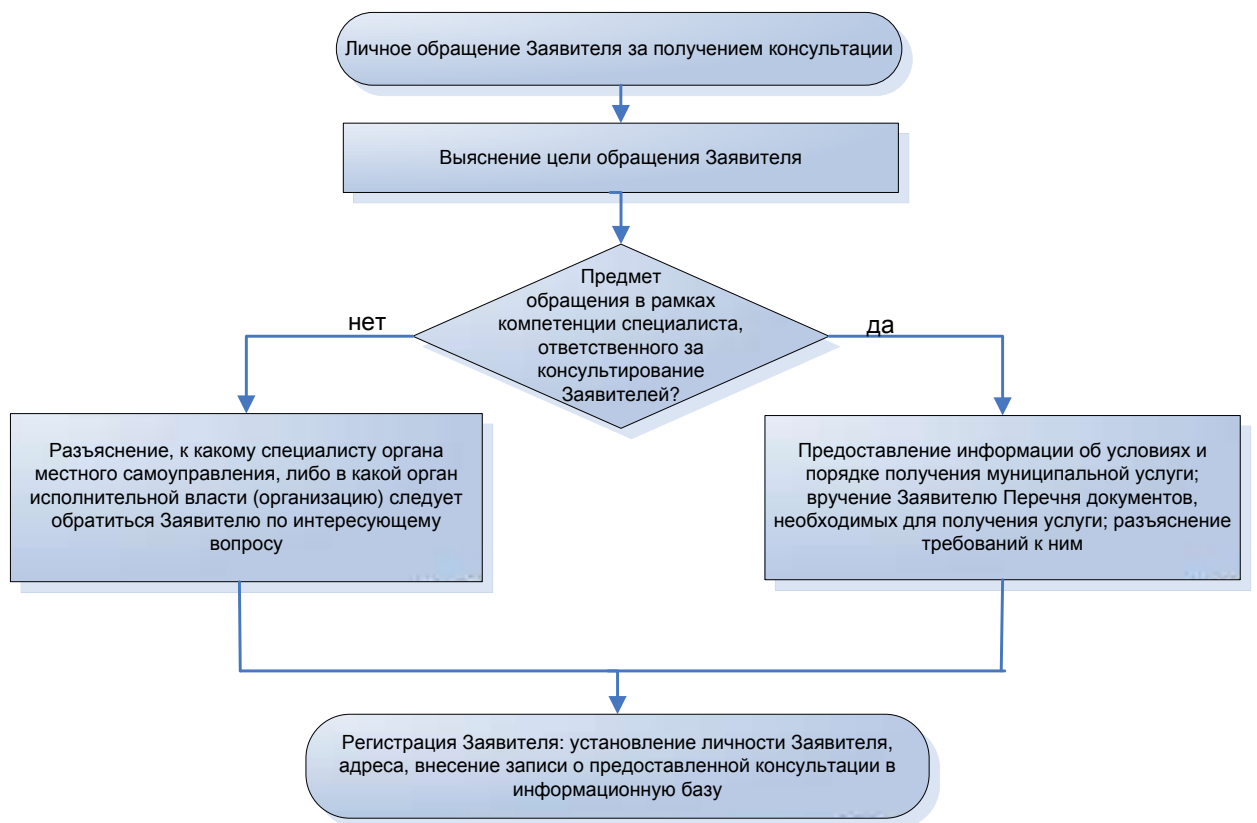 Личное обращение Заявителя за получением консультации
Выяснение цели обращения Заявителя
Предмет
обращения в рамках
компетенции специалиста,
ответственного за
консультирование
Заявителей?
нет
да
Разъяснение, к какому специалисту органа
местного самоуправления, либо в какой орган
исполнительной власти (организацию) следует
обратиться Заявителю по интересующему
вопросу
Предоставление информации об условиях и
порядке получения муниципальной услуги;
вручение Заявителю Перечня документов,
необходимых для получения услуги; разъяснение
требований к ним
Регистрация Заявителя: установление личности Заявителя,
адреса, внесение записи о предоставленной консультации в
информационную базу